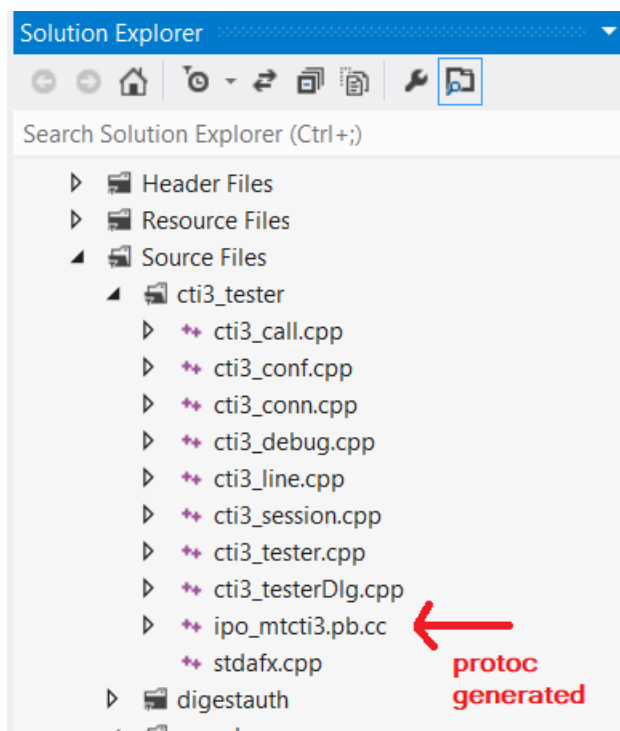 Solution Explorer
Search Solution Explorer (Ctrl+;)
Header Files
Resource Files
Source Files
cti3_tester
cti3_call.cpp
cti3_conf.cpp
cti3_conn.cpp
cti3_debug.cpp
cti3_line.cpp
cti3_session.cpp
cti3_tester.cpp
cti3_testerDlg.cpp
ipo_mtcti3.pb.cc
stdafx.cpp
protoc
generated
digestauth